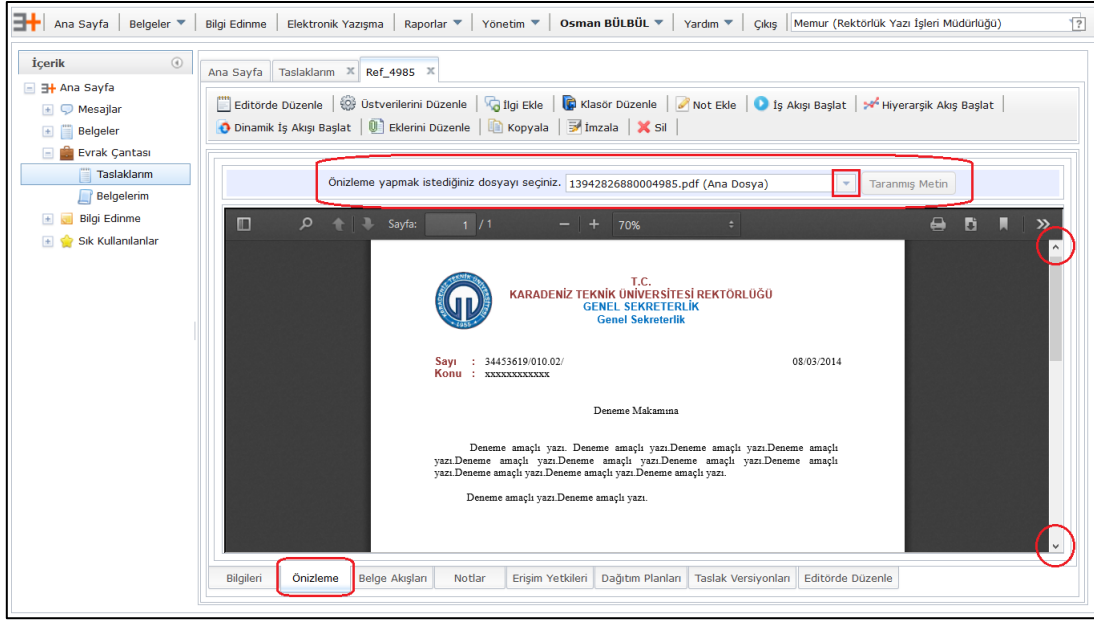 Ana Sayfa Belgeler Bilgi Edinme Elektronik Yazışma Raporlar Yönetim Osman BÜLBÜL Yardım Çıkış Memur (Rektörlük Yazı İşleri Müdürlüğü)
İçerik
Ana Sayfa
Mesajlar
Belgeler
Evrak Çantası
Taslaklarım
Belgelerim
Bilgi Edinme
Sık Kullanılanlar
Ana Sayfa Taslaklarım Ref_4985
Editörde Düzenle Üstverilerini Düzenle İlgi Ekle Klasör Düzenle Not Ekle İş Akışı Başlat Hiyerarşik Akış Başlat
Dinamik İş Akışı Başlat Eklerini Düzenle Kopyala İmzala Sil
Önizleme yapmak istediğiniz dosyayı seçiniz. 13942826880004985.pdf (Ana Dosya) Taranmış Metin
Sayfa: 1 / 1 70%
1955
T.C.
KARADENİZ TEKNİK ÜNİVERSİTESİ REKTÖRLÜĞÜ
GENEL SEKRETERLİK
Genel Sekreterlik
Sayı : 34453619/010.02/ 08/03/2014
Konu : xxxxxxxxxxxx
Deneme Makamına
Deneme amaçlı yazı. Deneme amaçlı yazı.Deneme amaçlı yazı.Deneme amaçlı
yazı.Deneme amaçlı yazı.Deneme amaçlı yazı.Deneme amaçlı yazı.Deneme amaçlı
yazı.Deneme amaçlı yazı.Deneme amaçlı yazı.Deneme amaçlı yazı.
Deneme amaçlı yazı.Deneme amaçlı yazı.
Bilgileri Önizleme Belge Akışları Notlar Erişim Yetkileri Dağıtım Planları Taslak Versiyonları Editörde Düzenle